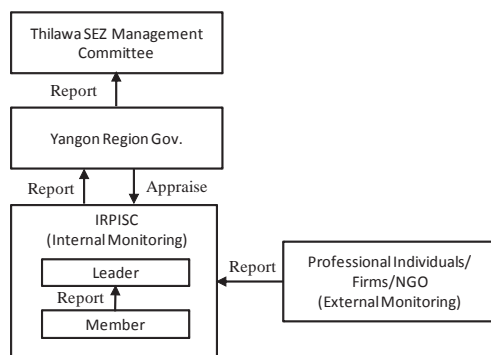 Thilawa SEZ Management
Committee
Report
Yangon Region Gov.
Report
Appraise
IRPISC
(Internal Monitoring)
Leader
Report
Member
Report
Professional Individuals/
Firms/NGO
(External Monitoring)